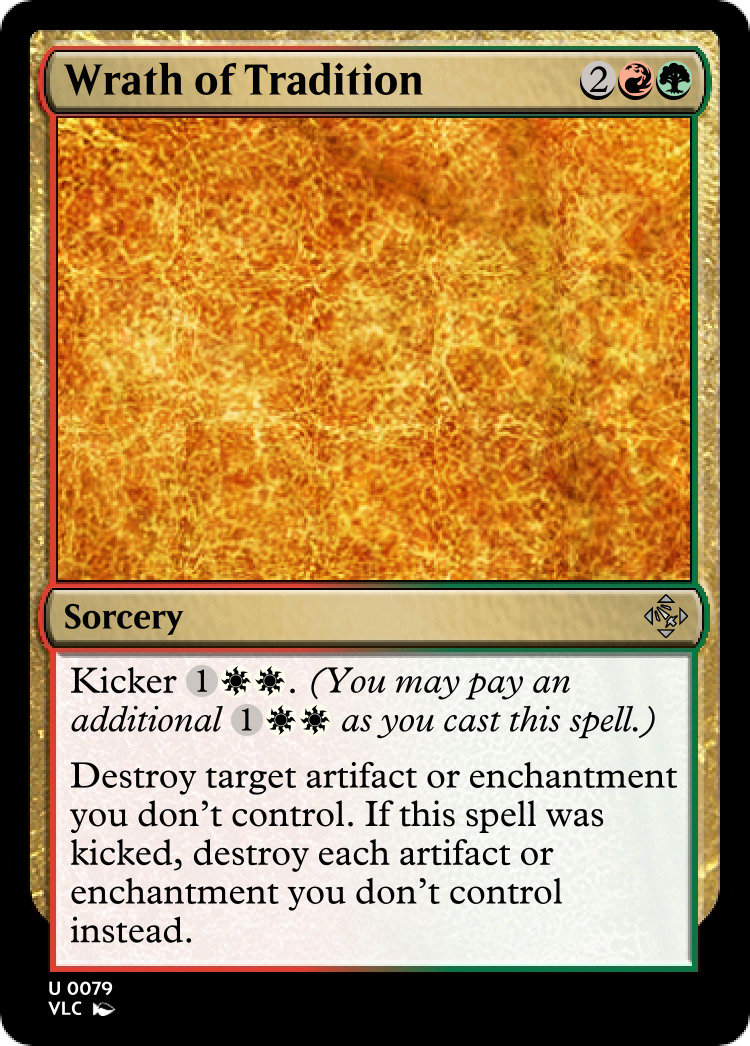 Wrath of Tradition 2
Sorcery
Kicker 1. (You may pay an
additional 1 as you cast this spell.)
Destroy target artifact or enchantment
you don't control. If this spell was
kicked, destroy each artifact or
enchantment you don't control
instead.
U 0079
VLC